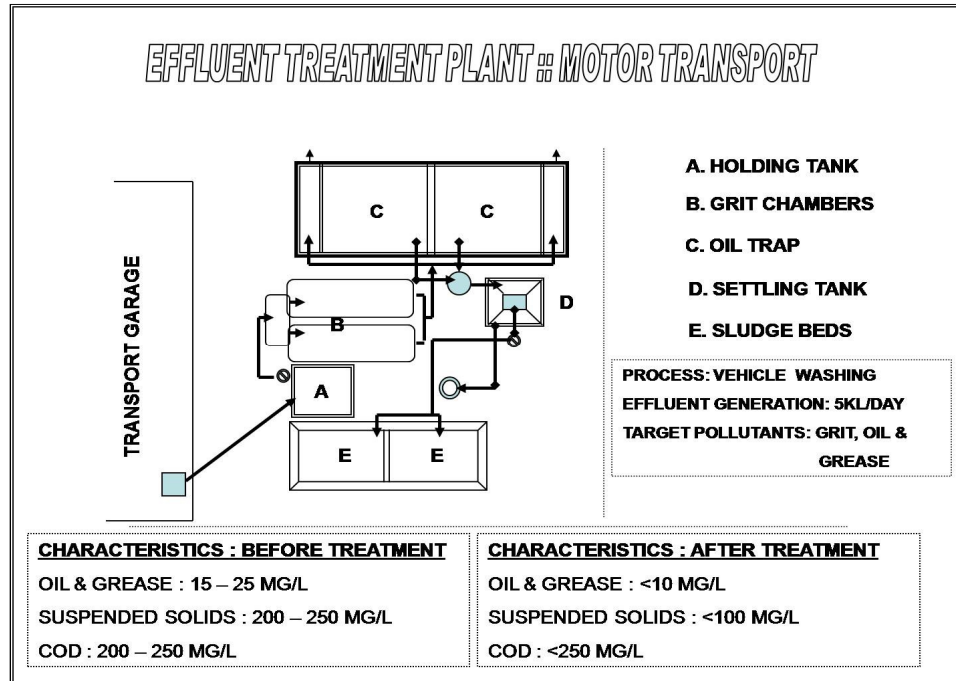 EFFLUENT TREATMENT PLANT :: MOTOR TRANSPORT
TRANSPORT GARAGE
C
C
B
D
A
E
E
A. HOLDING TANK
B. GRIT CHAMBERS
C. OIL TRAP
D. SETTLING TANK
E. SLUDGE BEDS
PROCESS: VEHICLE WASHING
EFFLUENT GENERATION: 5KL/DAY
TARGET POLLUTANTS: GRIT, OIL &
GREASE
CHARACTERISTICS : BEFORE TREATMENT
OIL & GREASE : 15 – 25 MG/L
SUSPENDED SOLIDS : 200 – 250 MG/L
COD : 200 – 250 MG/L
CHARACTERISTICS : AFTER TREATMENT
OIL & GREASE : <10 MG/L
SUSPENDED SOLIDS : <100 MG/L
COD : <250 MG/L